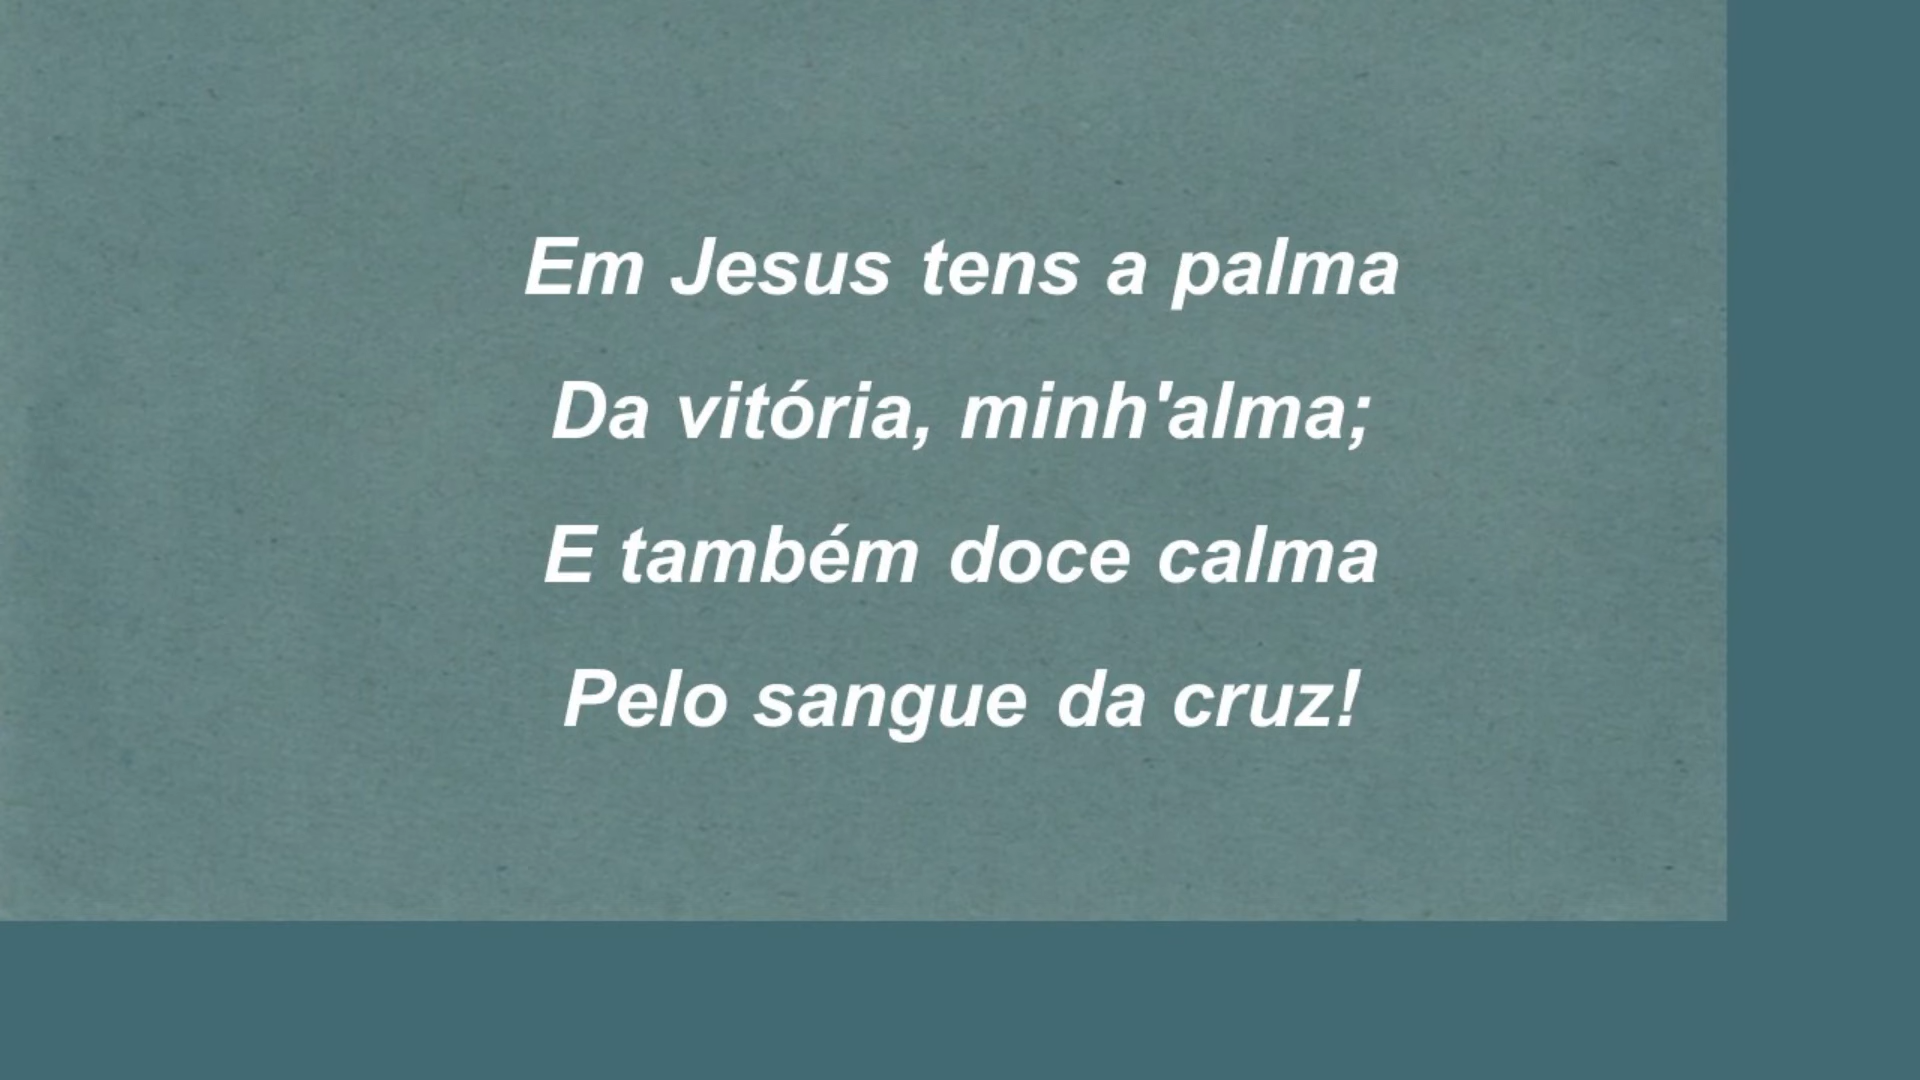 Em Jesus tens a palma
Da vitória, minh'alma;
E também doce calma
Pelo sangue da cruz!